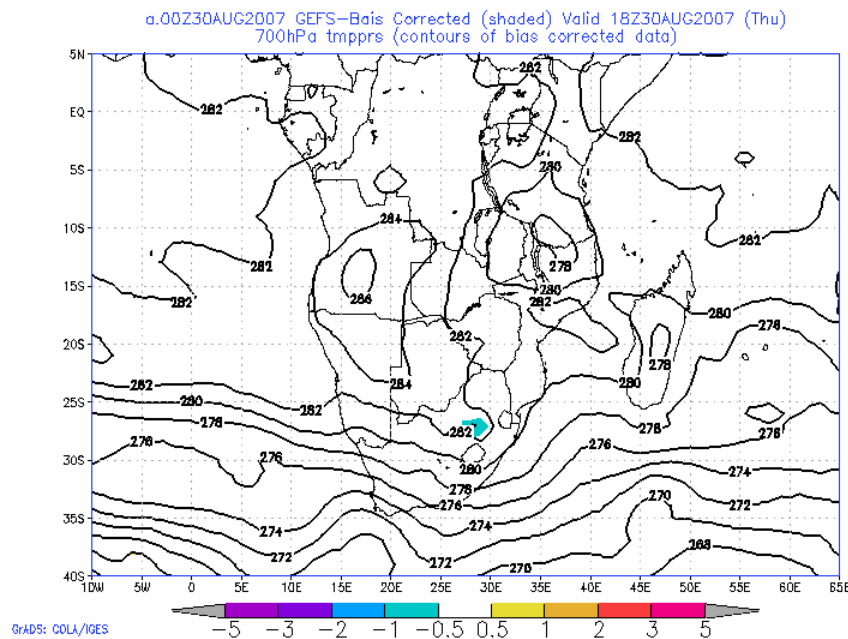 a.00Z30AUG2007 GEFS-Bais Corrected (shaded) Valid 18Z30AUG2007 (Thu)
700hPa tmpprs (contours of bias corrected data)
5N
EQ
5S
10S
15S
20S
25S
30S
35S
40S
282
282
282
280
284
282
282
278
282
286
280
282
280
278
282
278
284
282
280
280
282
278
278
282
276
276
276
280
274
278
276
270
272
274
274
272
272
270
268
10W
5W
0
5E
10E
15E
20E
25E
30E
35E
40E
45E
50E
55E
60E
65E
-5
-3
-2
-1
-0.5
0.5
1
2
3
5
GrADS: COLA/IGES